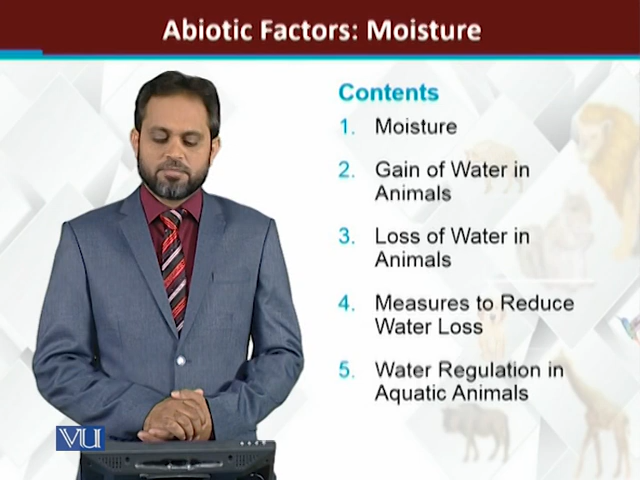 Abiotic Factors: Moisture
Contents
1. Moisture
2. Gain of Water in
Animals
3. Loss of Water in
Animals
4. Measures to Reduce
Water Loss
5. Water Regulation in
Aquatic Animals
VU